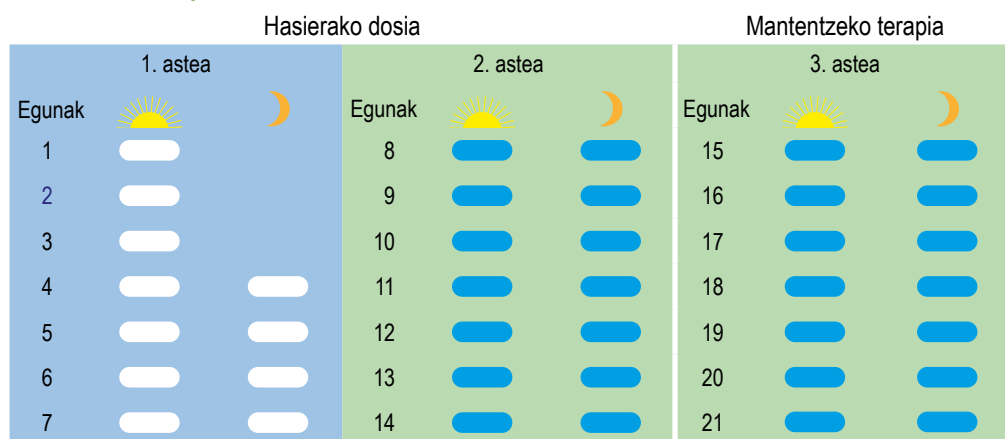 Hasierako dosia Mantentzeko terapia
1. astea 2. astea 3. astea
Egunak Egunak Egunak
1 8 15
2 9 16
3 10 17
4 11 18
5 12 19
6 13 20
7 14 21